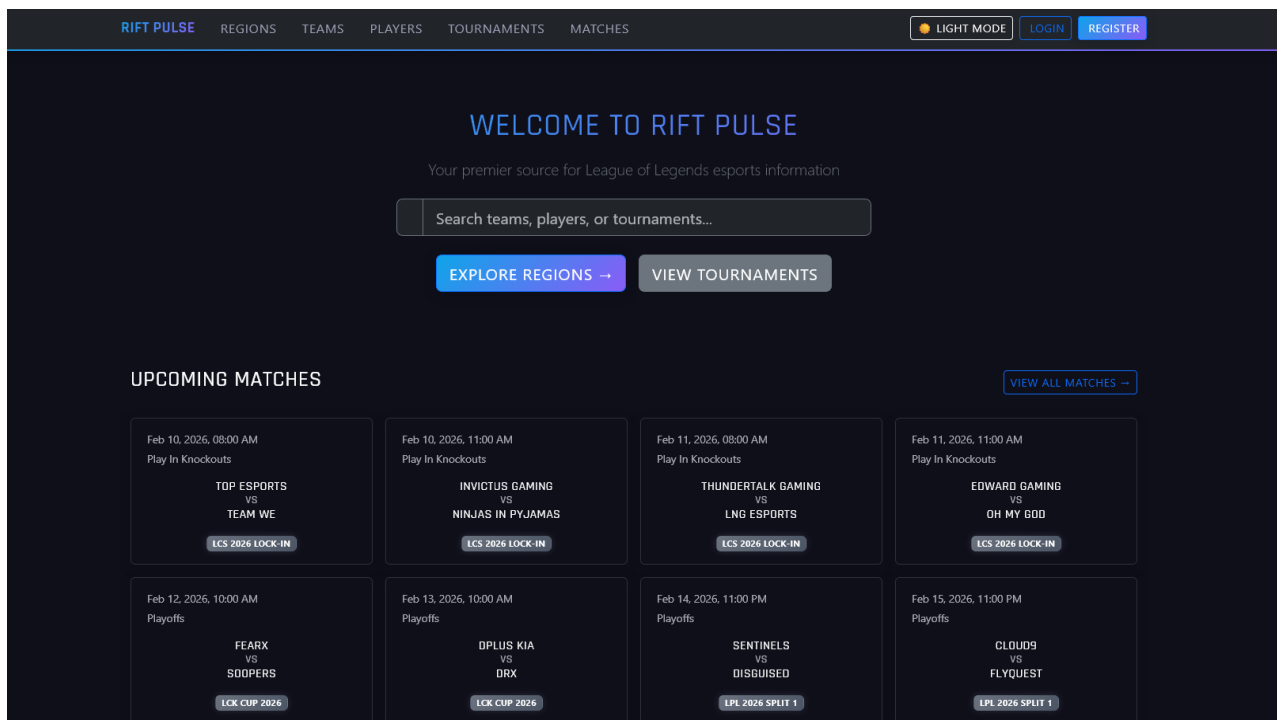 RIFT PULSE REGIONS TEAMS PLAYERS TOURNAMENTS MATCHES LIGHT MODE LOGIN REGISTER
WELCOME TO RIFT PULSE
Your premier source for League of Legends esports information
Search teams, players, or tournaments...
EXPLORE REGIONS → VIEW TOURNAMENTS
UPCOMING MATCHES VIEW ALL MATCHES →
Feb 10, 2026, 08:00 AM
Play In Knockouts
TOP ESPORTS
VS
TEAM WE
LCS 2026 LOCK-IN
Feb 10, 2026, 11:00 AM
Play In Knockouts
INVICTUS GAMING
VS
NINJAS IN PYJAMAS
LCS 2026 LOCK-IN
Feb 11, 2026, 08:00 AM
Play In Knockouts
THUNDERTALK GAMING
VS
LNG ESPORTS
LCS 2026 LOCK-IN
Feb 11, 2026, 11:00 AM
Play In Knockouts
EDWARD GAMING
VS
OH MY GOD
LCS 2026 LOCK-IN
Feb 12, 2026, 10:00 AM
Playoffs
FEARX
VS
SOOPERS
LCK CUP 2026
Feb 13, 2026, 10:00 AM
Playoffs
DPLUS KIA
VS
DRX
LCK CUP 2026
Feb 14, 2026, 11:00 PM
Playoffs
SENTINELS
VS
DISGUISED
LPL 2026 SPLIT 1
Feb 15, 2026, 11:00 PM
Playoffs
CLOUD9
VS
FLYQUEST
LPL 2026 SPLIT 1